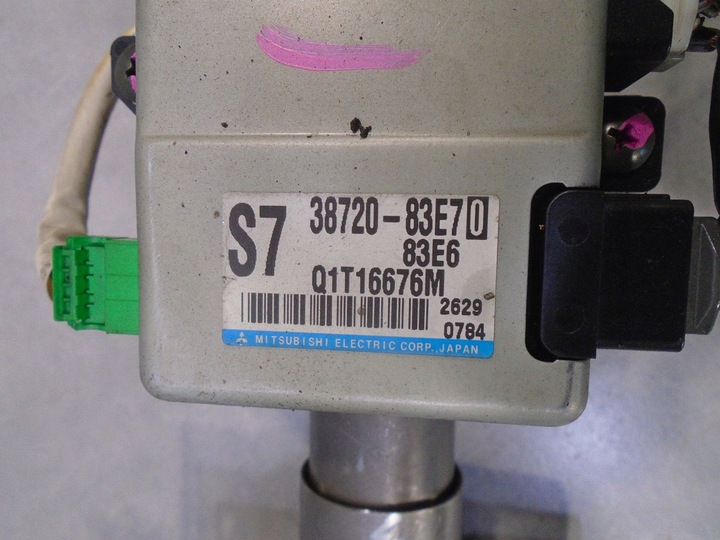 S7
38720-83E70
83E6
Q1T16676M
2629
0784
MITSUBISHI ELECTRIC CORP., JAPAN